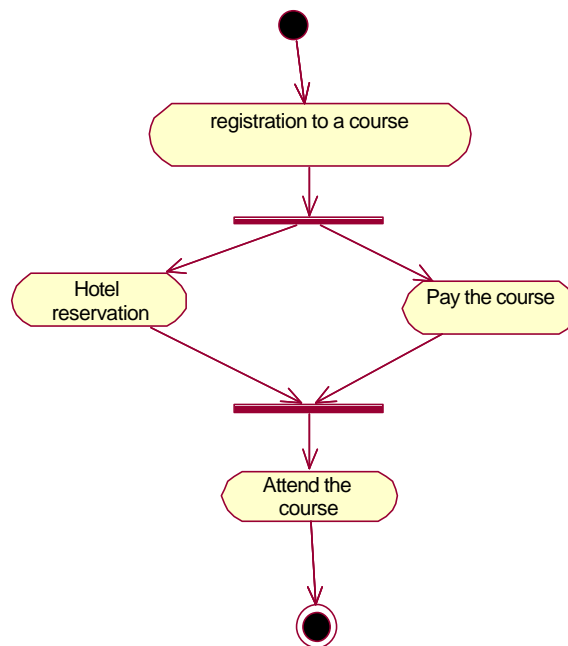 registration to a course
Hotel
reservation
Pay the course
Attend the
course